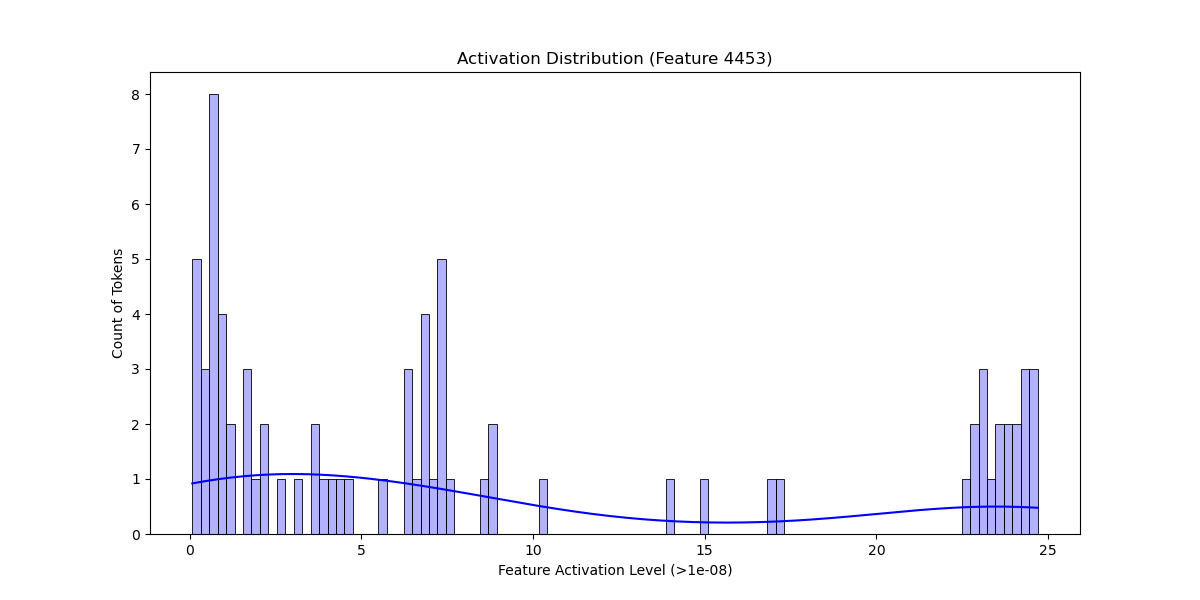 Activation Distribution (Feature 4453)
8
7
6
5
4
3
2
1
0
Count of Tokens
0 5 10 15 20 25
Feature Activation Level (>1e-08)